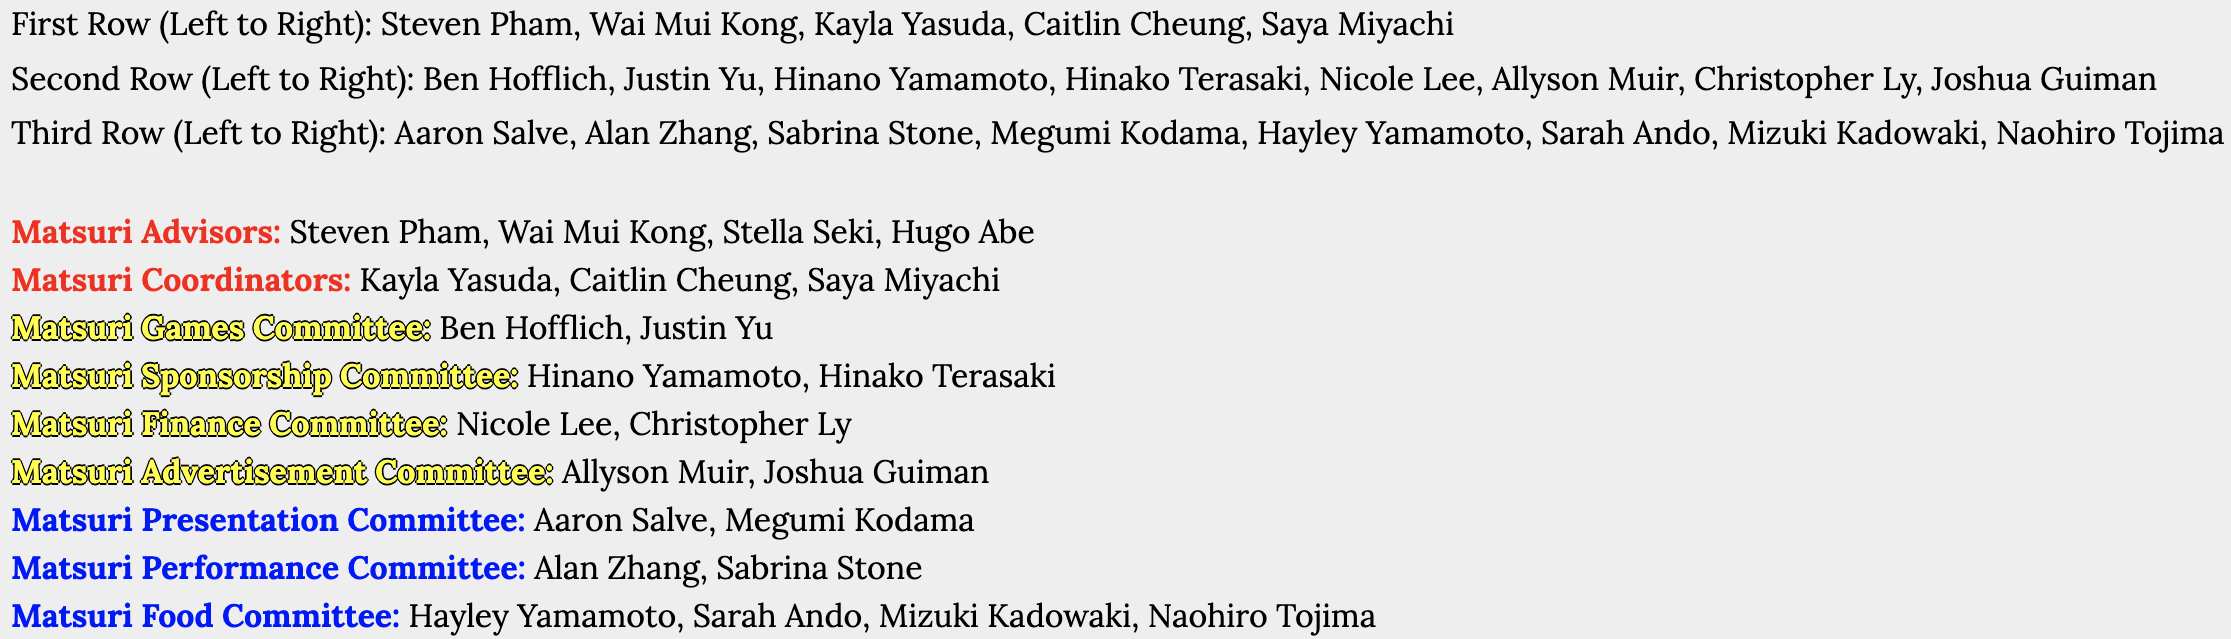 First Row (Left to Right): Steven Pham, Wai Mui Kong, Kayla Yasuda, Caitlin Cheung, Saya Miyachi
Second Row (Left to Right): Ben Hofflich, Justin Yu, Hinano Yamamoto, Hinako Terasaki, Nicole Lee, Allyson Muir, Christopher Ly, Joshua Guiman
Third Row (Left to Right): Aaron Salve, Alan Zhang, Sabrina Stone, Megumi Kodama, Hayley Yamamoto, Sarah Ando, Mizuki Kadowaki, Naohiro Tojima
Matsuri Advisors: Steven Pham, Wai Mui Kong, Stella Seki, Hugo Abe
Matsuri Coordinators: Kayla Yasuda, Caitlin Cheung, Saya Miyachi
Matsuri Games Committee: Ben Hofflich, Justin Yu
Matsuri Sponsorship Committee: Hinano Yamamoto, Hinako Terasaki
Matsuri Finance Committee: Nicole Lee, Christopher Ly
Matsuri Advertisement Committee: Allyson Muir, Joshua Guiman
Matsuri Presentation Committee: Aaron Salve, Megumi Kodama
Matsuri Performance Committee: Alan Zhang, Sabrina Stone
Matsuri Food Committee: Hayley Yamamoto, Sarah Ando, Mizuki Kadowaki, Naohiro Tojima